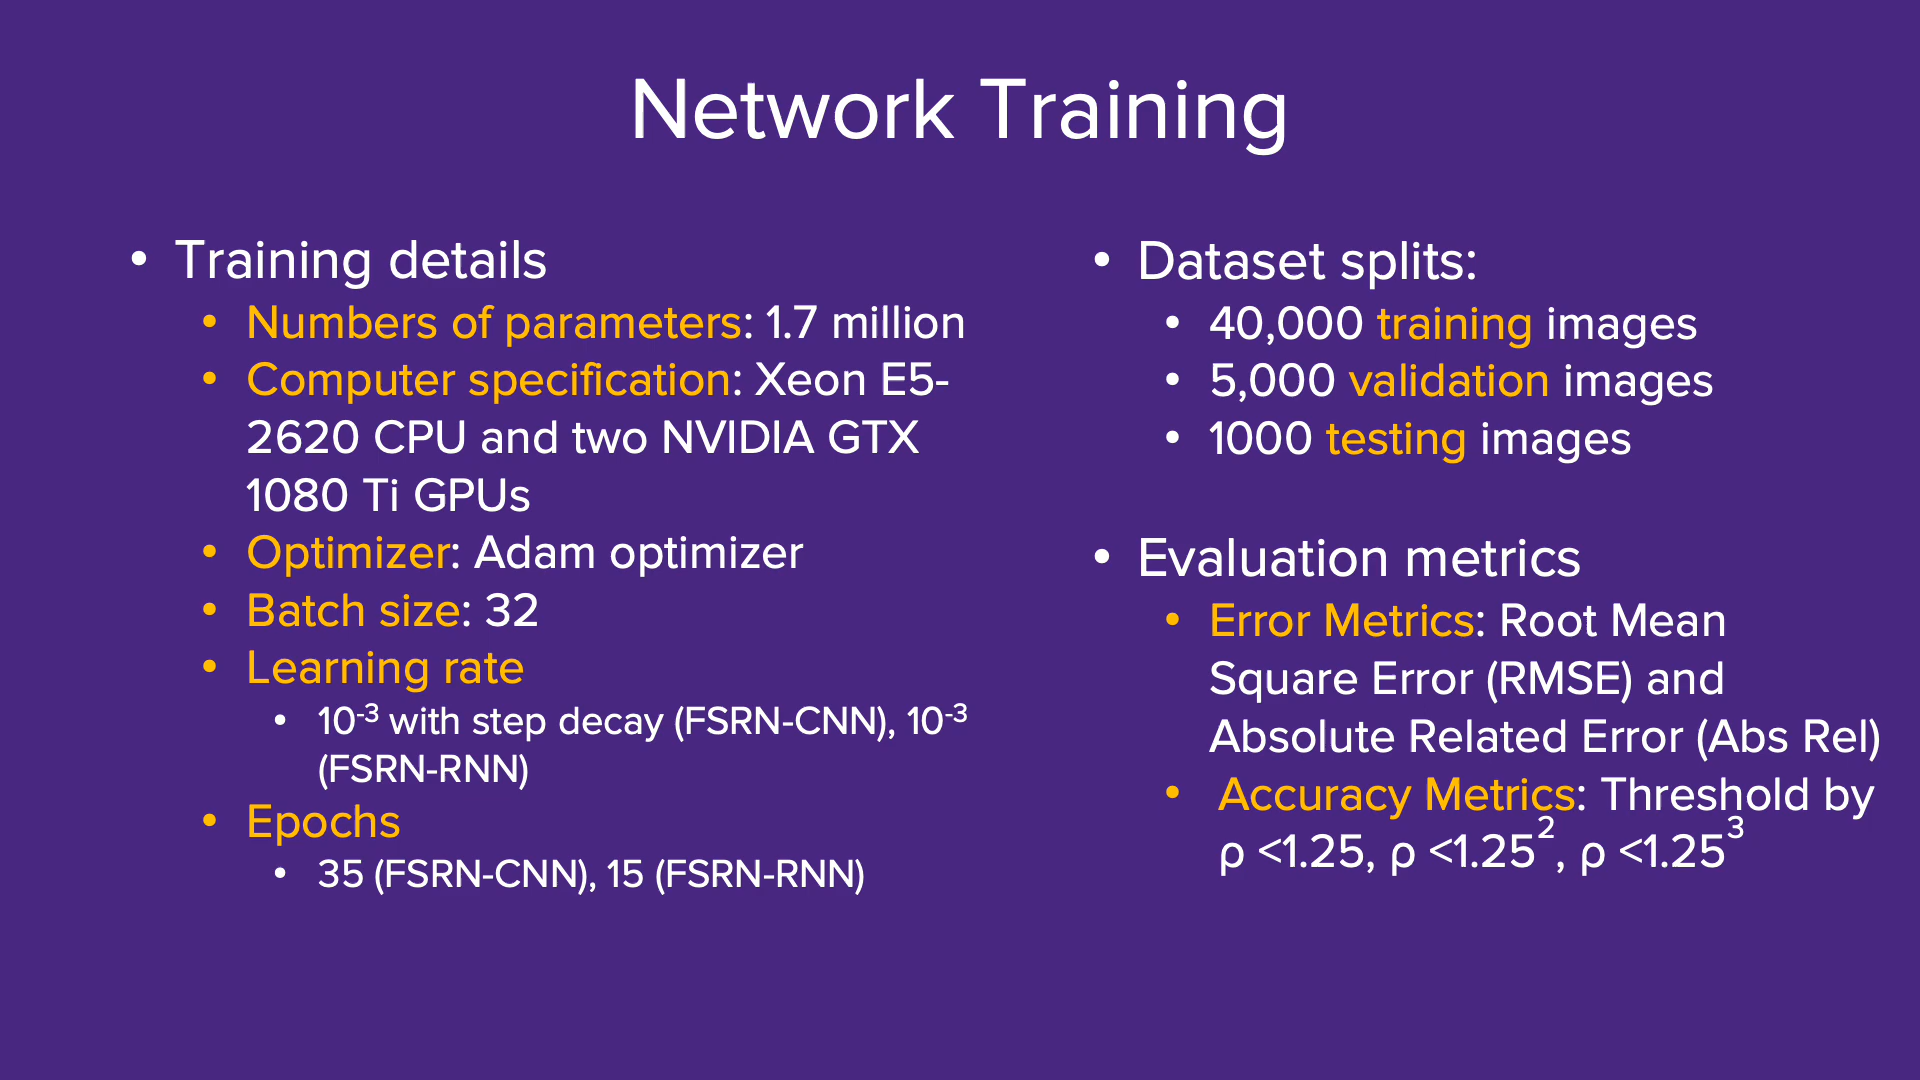 Network Training
• Training details
• Numbers of parameters: 1.7 million
• Computer specification: Xeon E5-
2620 CPU and two NVIDIA GTX
1080 Ti GPUs
• Optimizer: Adam optimizer
• Batch size: 32
• Learning rate
• 10⁻³ with step decay (FSRN-CNN), 10⁻³
(FSRN-RNN)
• Epochs
• 35 (FSRN-CNN), 15 (FSRN-RNN)
• Dataset splits:
• 40,000 training images
• 5,000 validation images
• 1000 testing images
• Evaluation metrics
• Error Metrics: Root Mean
Square Error (RMSE) and
Absolute Related Error (Abs Rel)
• Accuracy Metrics: Threshold by
ρ <1.25, ρ <1.25², ρ <1.25³